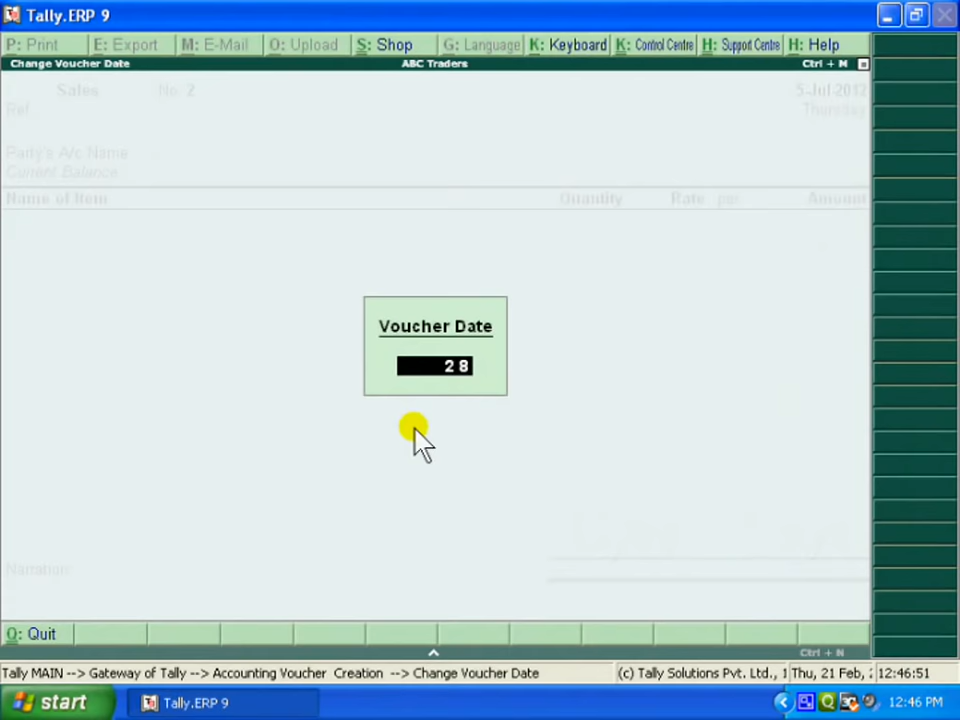 Tally.ERP 9
P: Print E: Export M: E-Mail O: Upload S: Shop G: Language K: Keyboard K: Control Centre H: Support Centre H: Help
Change Voucher Date ABC Traders Ctrl + M
Sales No. 2 5-Jul-2012
Ref Thursday
Party's A/c Name
Current Balance
Name of Item Quantity Rate per Amount
Voucher Date
28
Narration
Q: Quit
Ctrl + N
Tally MAIN --> Gateway of Tally --> Accounting Voucher Creation --> Change Voucher Date (c) Tally Solutions Pvt. Ltd., Thu, 21 Feb, 12:46:51
start Tally.ERP 9 12:46 PM